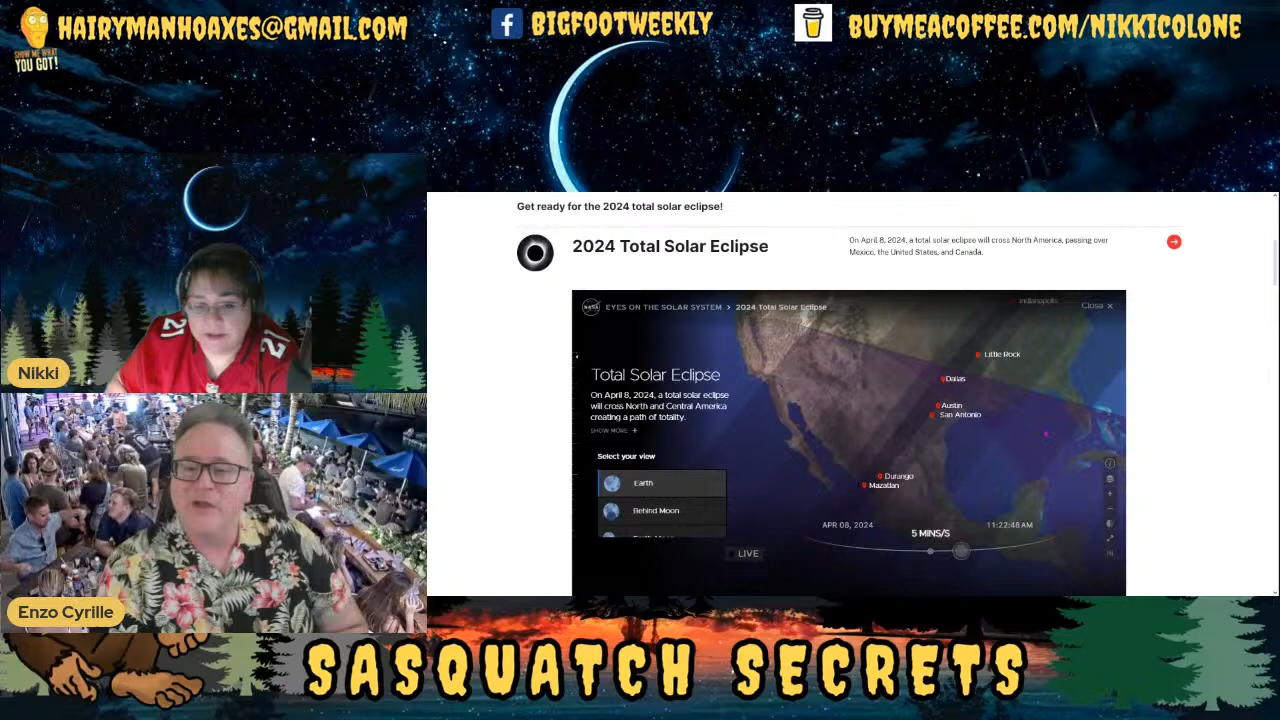 HAIRYMANHOAXES@GMAIL.COM
SHOW ME WHAT
YOU GOT!
BIGFOOTWEEKLY
BUYMEACOFFEE.COM/NIKKICOLONE
Nikki
21
21
Enzo Cyrille
Get ready for the 2024 total solar eclipse!
2024 Total Solar Eclipse
On April 8, 2024, a total solar eclipse will cross North America, passing over
Mexico, the United States, and Canada.
NASA
EYES ON THE SOLAR SYSTEM > 2024 Total Solar Eclipse
Indianapolis
Close ×
Little Rock
Dallas
Austin
San Antonio
Durango
Mazatlan
Total Solar Eclipse
On April 8, 2024, a total solar eclipse
will cross North and Central America
creating a path of totality.
SHOW MORE +
Select your view
Earth
Behind Moon
APR 08, 2024
5 MINS/S
11:22:48 AM
LIVE
SASQUATCH SECRETS